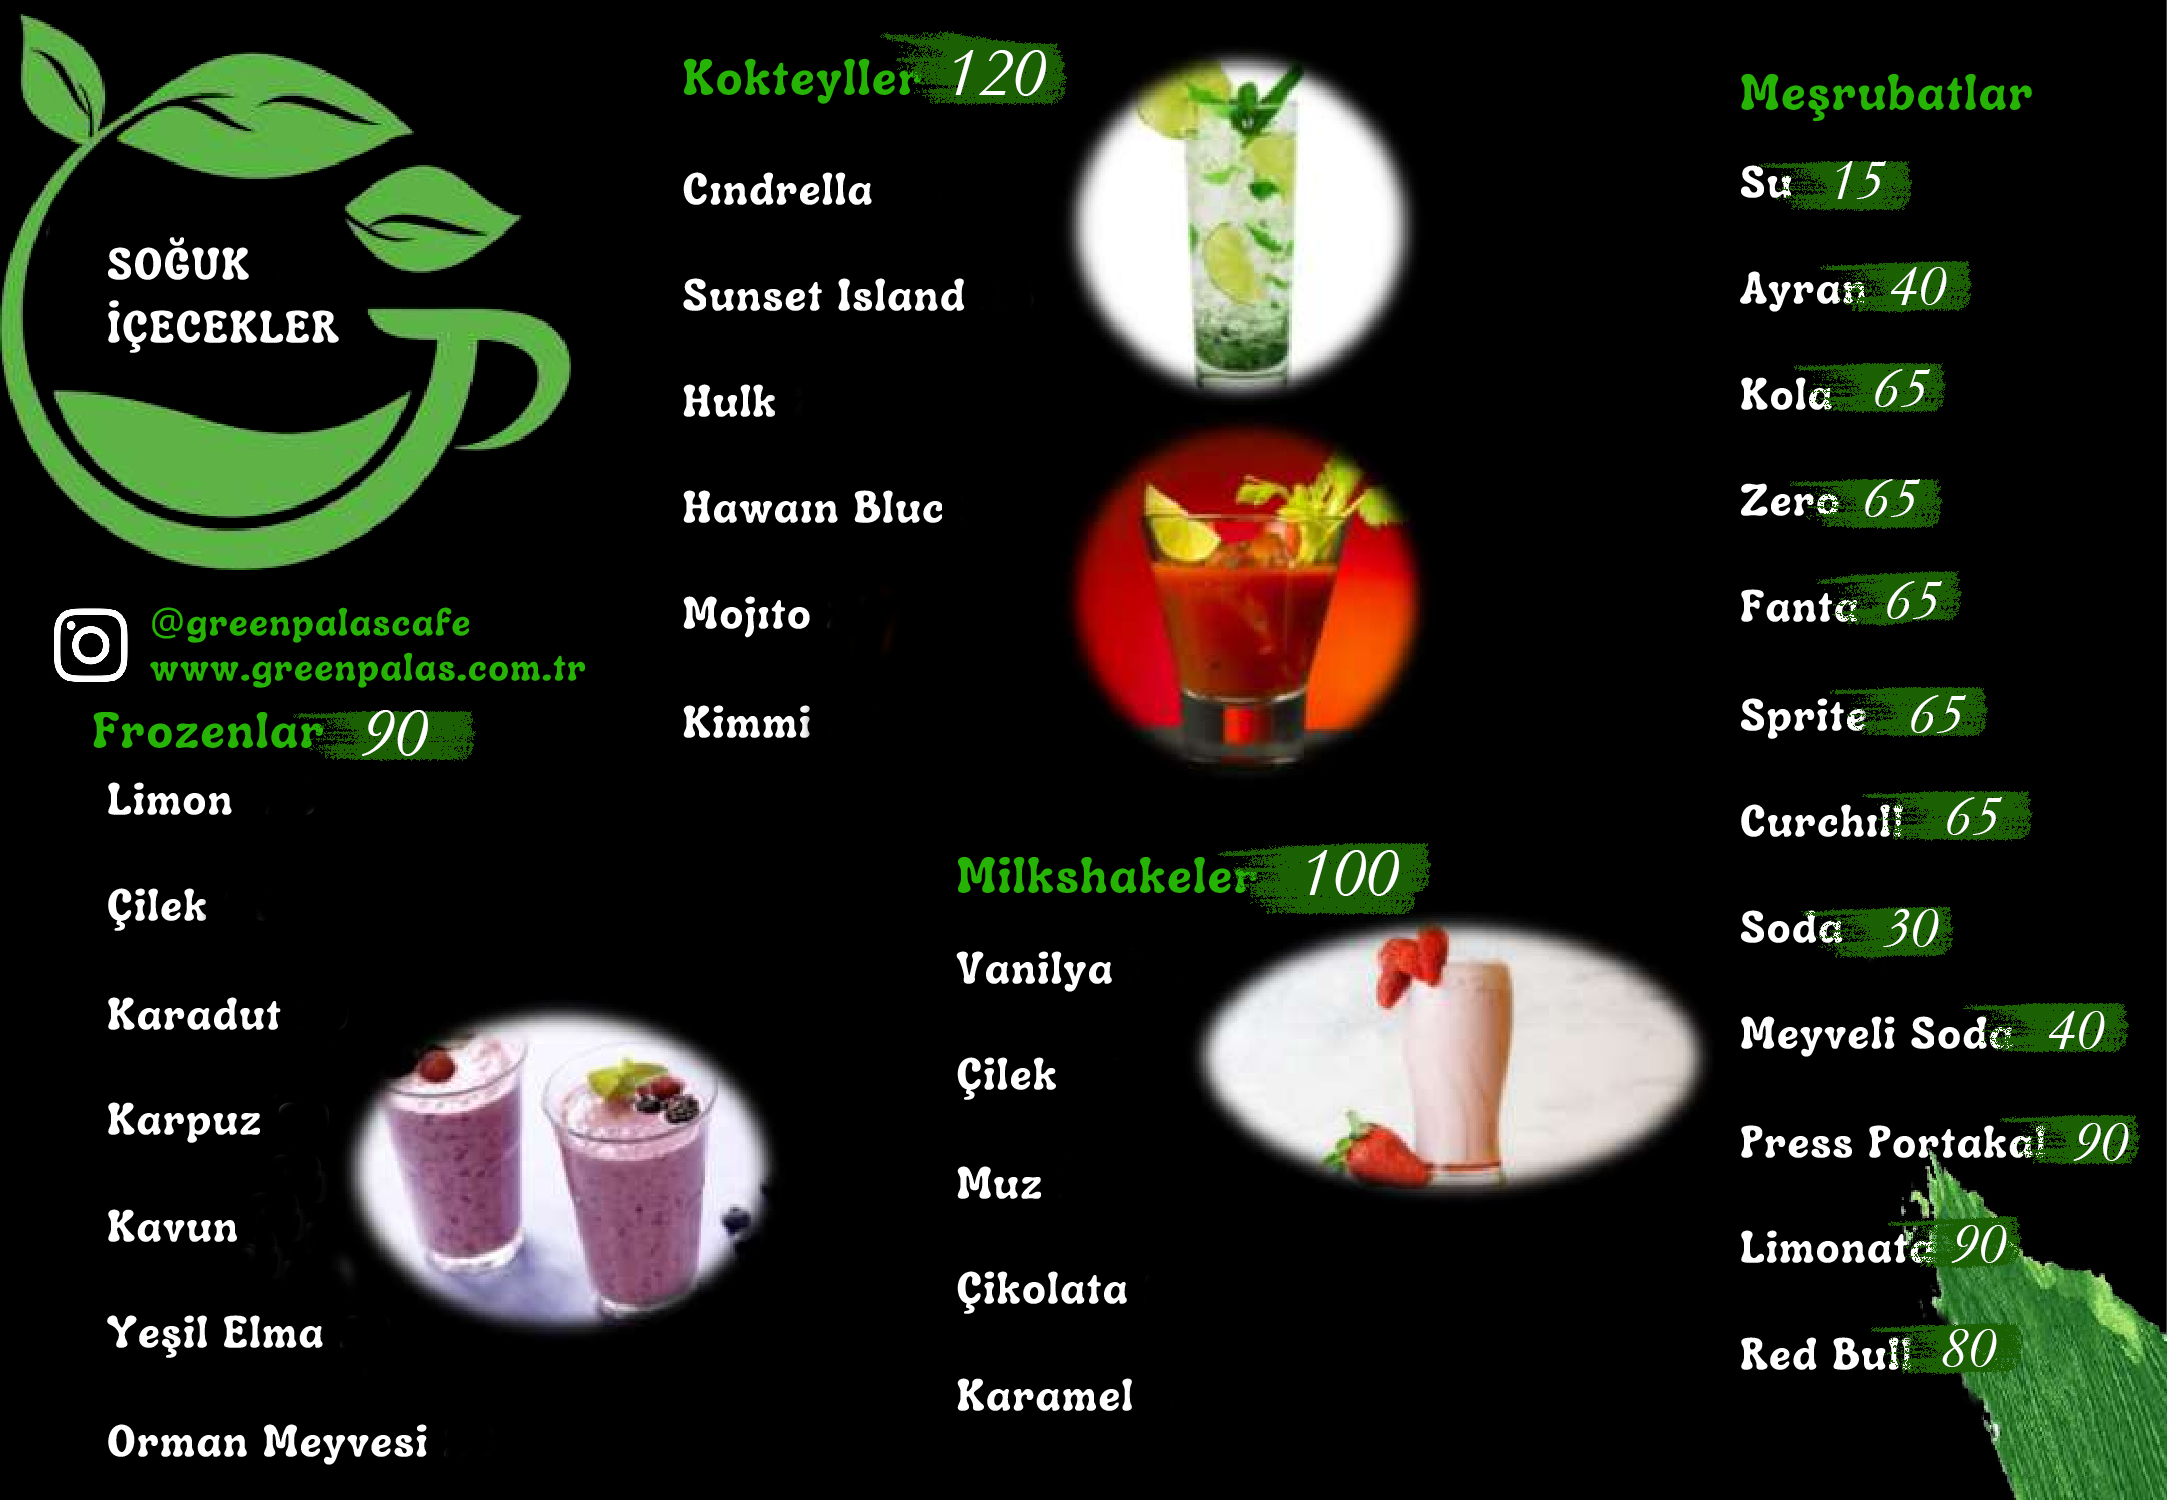 SOĞUK
İÇECEKLER
@greenpalascafe
www.greenpalas.com.tr
Frozenlar 90
Limon
Çilek
Karadut
Karpuz
Kavun
Yeşil Elma
Orman Meyvesi
Kokteyller 120
Cındrella
Sunset Island
Hulk
Hawaın Bluc
Mojıto
Kimmi
Milkshakeler 100
Vanilya
Çilek
Muz
Çikolata
Karamel
Meşrubatlar
Su 15
Ayran 40
Kola 65
Zero 65
Fanta 65
Sprite 65
Curchıll 65
Soda 30
Meyveli Soda 40
Press Portakal 90
Limonata 90
Red Bull 80